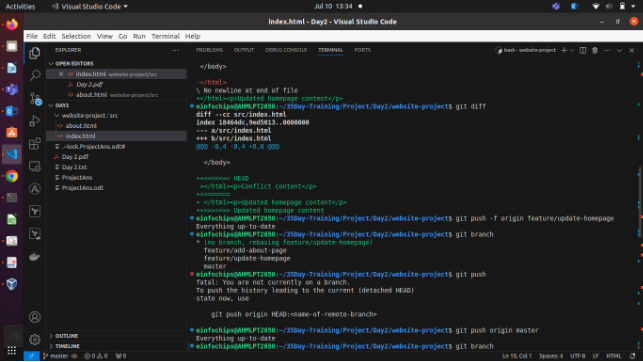 Activities
Visual Studio Code
Jul 10 13:34
index.html - Day2 - Visual Studio Code
File Edit Selection View Go Run Terminal Help
EXPLORER
OPEN EDITORS
index.html website-project/src
Day 2.pdf
about.html website-project/src
DAY2
website-project / src
about.html
index.html
.~lock.ProjectAns.odt#
Day 2.pdf
Day 2.txt
ProjectAns
ProjectAns.odt
OUTLINE
TIMELINE
PROBLEMS OUTPUT DEBUG CONSOLE TERMINAL PORTS
bash - website-project
</body>
-</html>
\ No newline at end of file
+</html><p>Updated homepage content</p>
einfochips@AHMLPT2650:~/35Day-Training/Project/Day2/website-project$ git diff
diff --cc src/index.html
index 18464dc,9ed5013..0000000
--- a/src/index.html
+++ b/src/index.html
@@@ -8,4 -8,4 +8,8 @@@
</body>
++<<<<<<< HEAD
+</html><p>Conflict content</p>
++=======
+ </html><p>Updated homepage content</p>
++>>>>>>> Updated homepage content
einfochips@AHMLPT2650:~/35Day-Training/Project/Day2/website-project$ git push -f origin feature/update-homepage
Everything up-to-date
einfochips@AHMLPT2650:~/35Day-Training/Project/Day2/website-project$ git branch
* (no branch, rebasing feature/update-homepage)
feature/add-about-page
feature/update-homepage
master
einfochips@AHMLPT2650:~/35Day-Training/Project/Day2/website-project$ git push
fatal: You are not currently on a branch.
To push the history leading to the current (detached HEAD)
state now, use
git push origin HEAD:<name-of-remote-branch>
einfochips@AHMLPT2650:~/35Day-Training/Project/Day2/website-project$ git push origin master
Everything up-to-date
einfochips@AHMLPT2650:~/35Day-Training/Project/Day2/website-project$ git branch
master
0 0
0
Ln 10, Col 1
Spaces: 4
UTF-8
LF
HTML